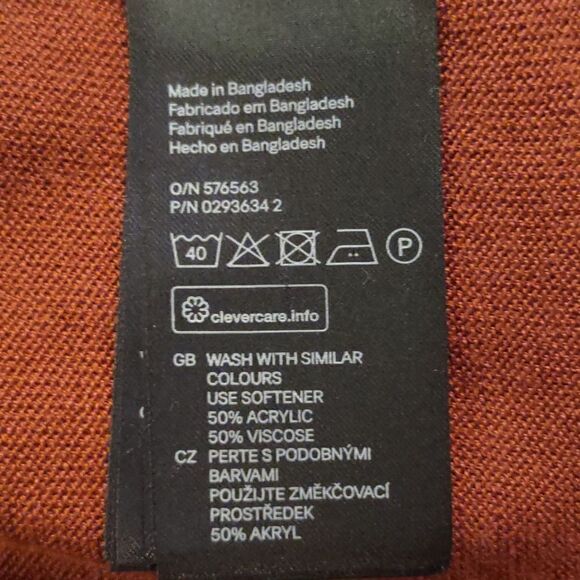 Made in Bangladesh
Fabricado em Bangladesh
Fabriqué en Bangladesh
Hecho en Bangladesh
O/N 576563
P/N 0293634 2
40 P
clevercare.info
GB WASH WITH SIMILAR
COLOURS
USE SOFTENER
50% ACRYLIC
50% VISCOSE
CZ PERTE S PODOBNÝMI
BARVAMI
POUŽIJTE ZMĚKČOVACÍ
PROSTŘEDEK
50% AKRYL